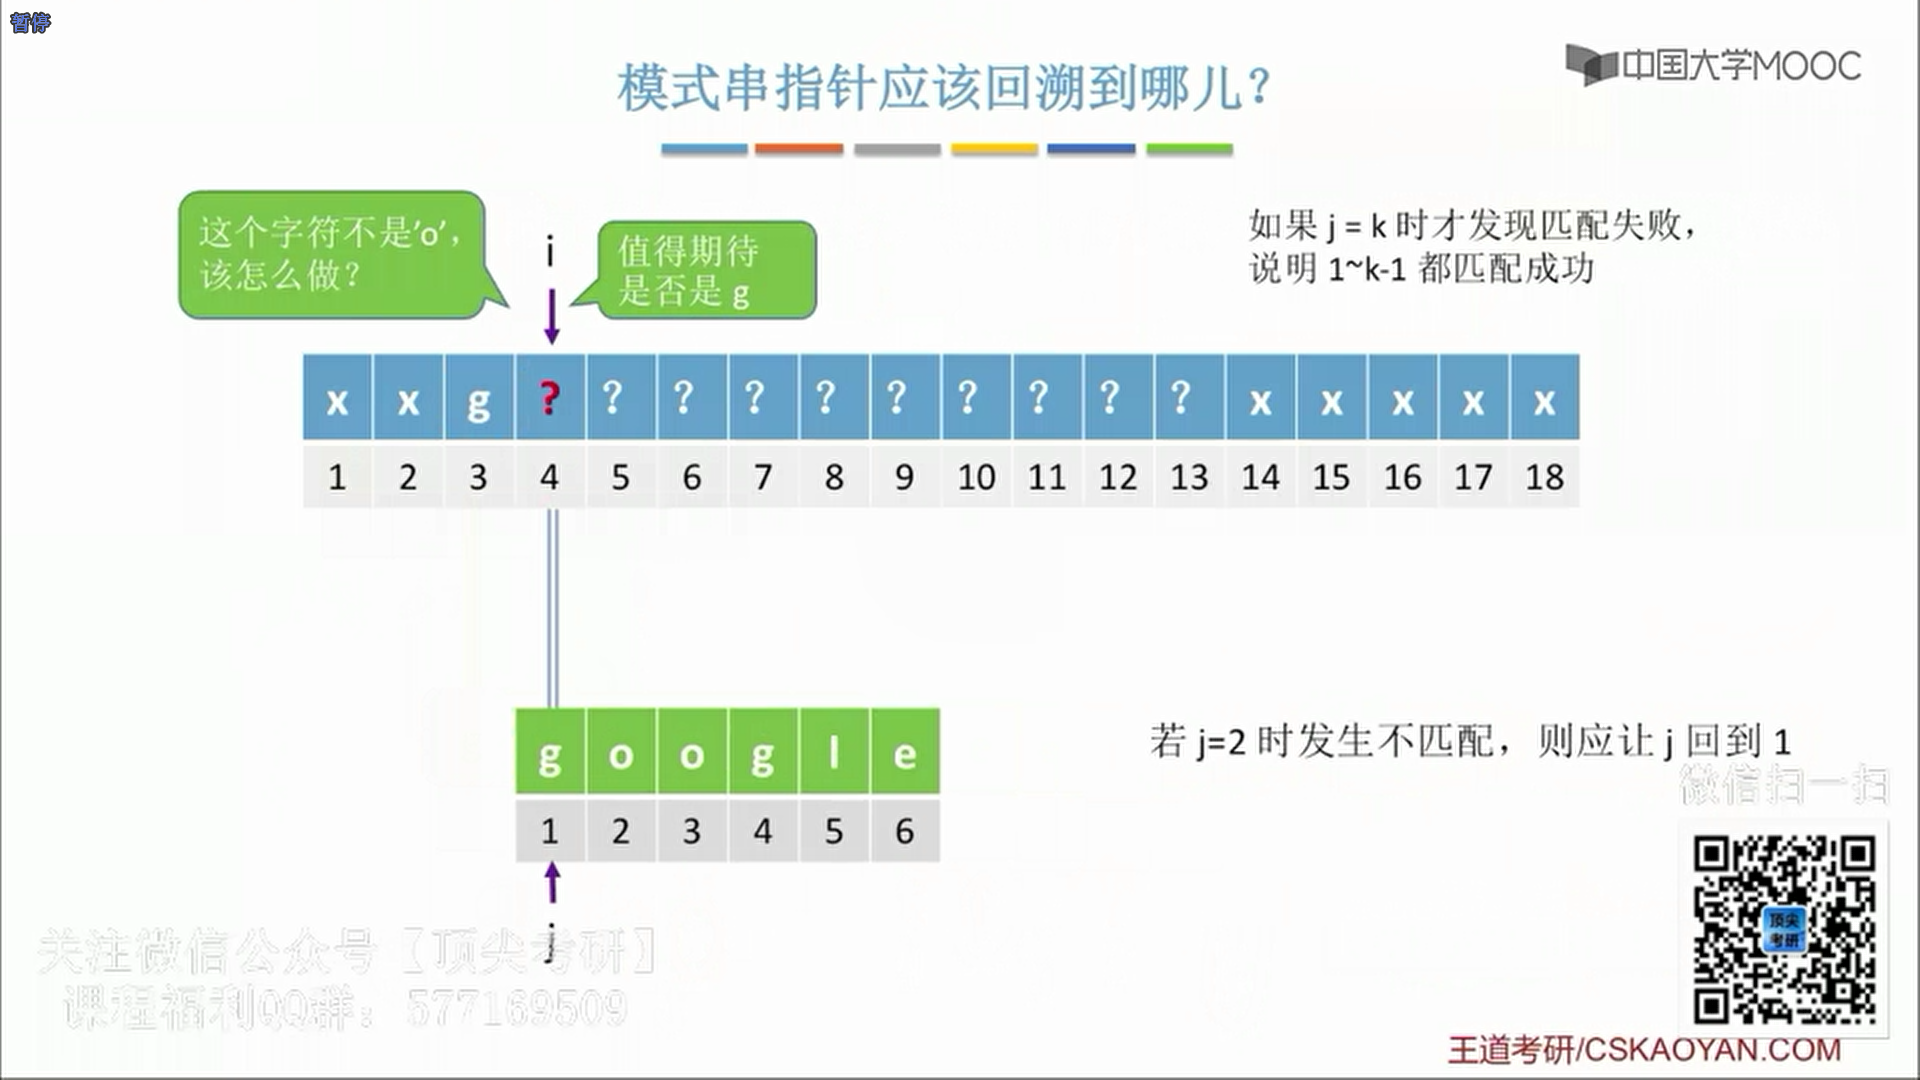 暂停
中国大学MOOC
模式串指针应该回溯到哪儿?
这个字符不是'o',
该怎么做?
i
值得期待
是否是 g
如果 j = k 时才发现匹配失败,
说明 1~k-1 都匹配成功
x x g ? ? ? ? ? ? ? ? ? ? x x x x x
1 2 3 4 5 6 7 8 9 10 11 12 13 14 15 16 17 18
g o o g l e
1 2 3 4 5 6
j
若 j=2 时发生不匹配，则应让 j 回到 1
微信扫一扫
顶尖
考研
关注微信公众号【顶尖考研】
课程福利QQ群：577169509
王道考研/CSKAOYAN.COM